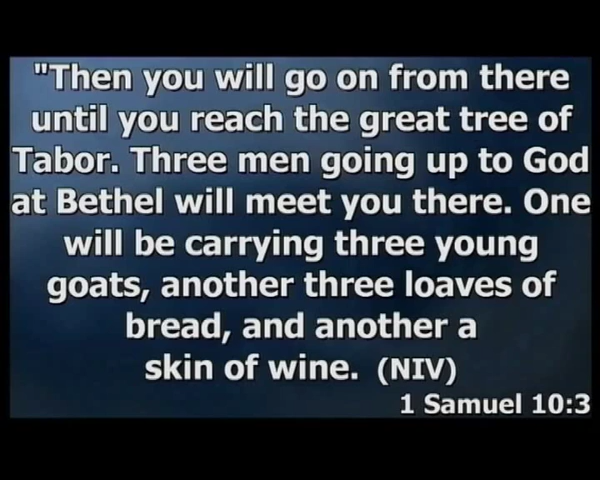 "Then you will go on from there
until you reach the great tree of
Tabor. Three men going up to God
at Bethel will meet you there. One
will be carrying three young
goats, another three loaves of
bread, and another a
skin of wine.  (NIV)
1 Samuel 10:3